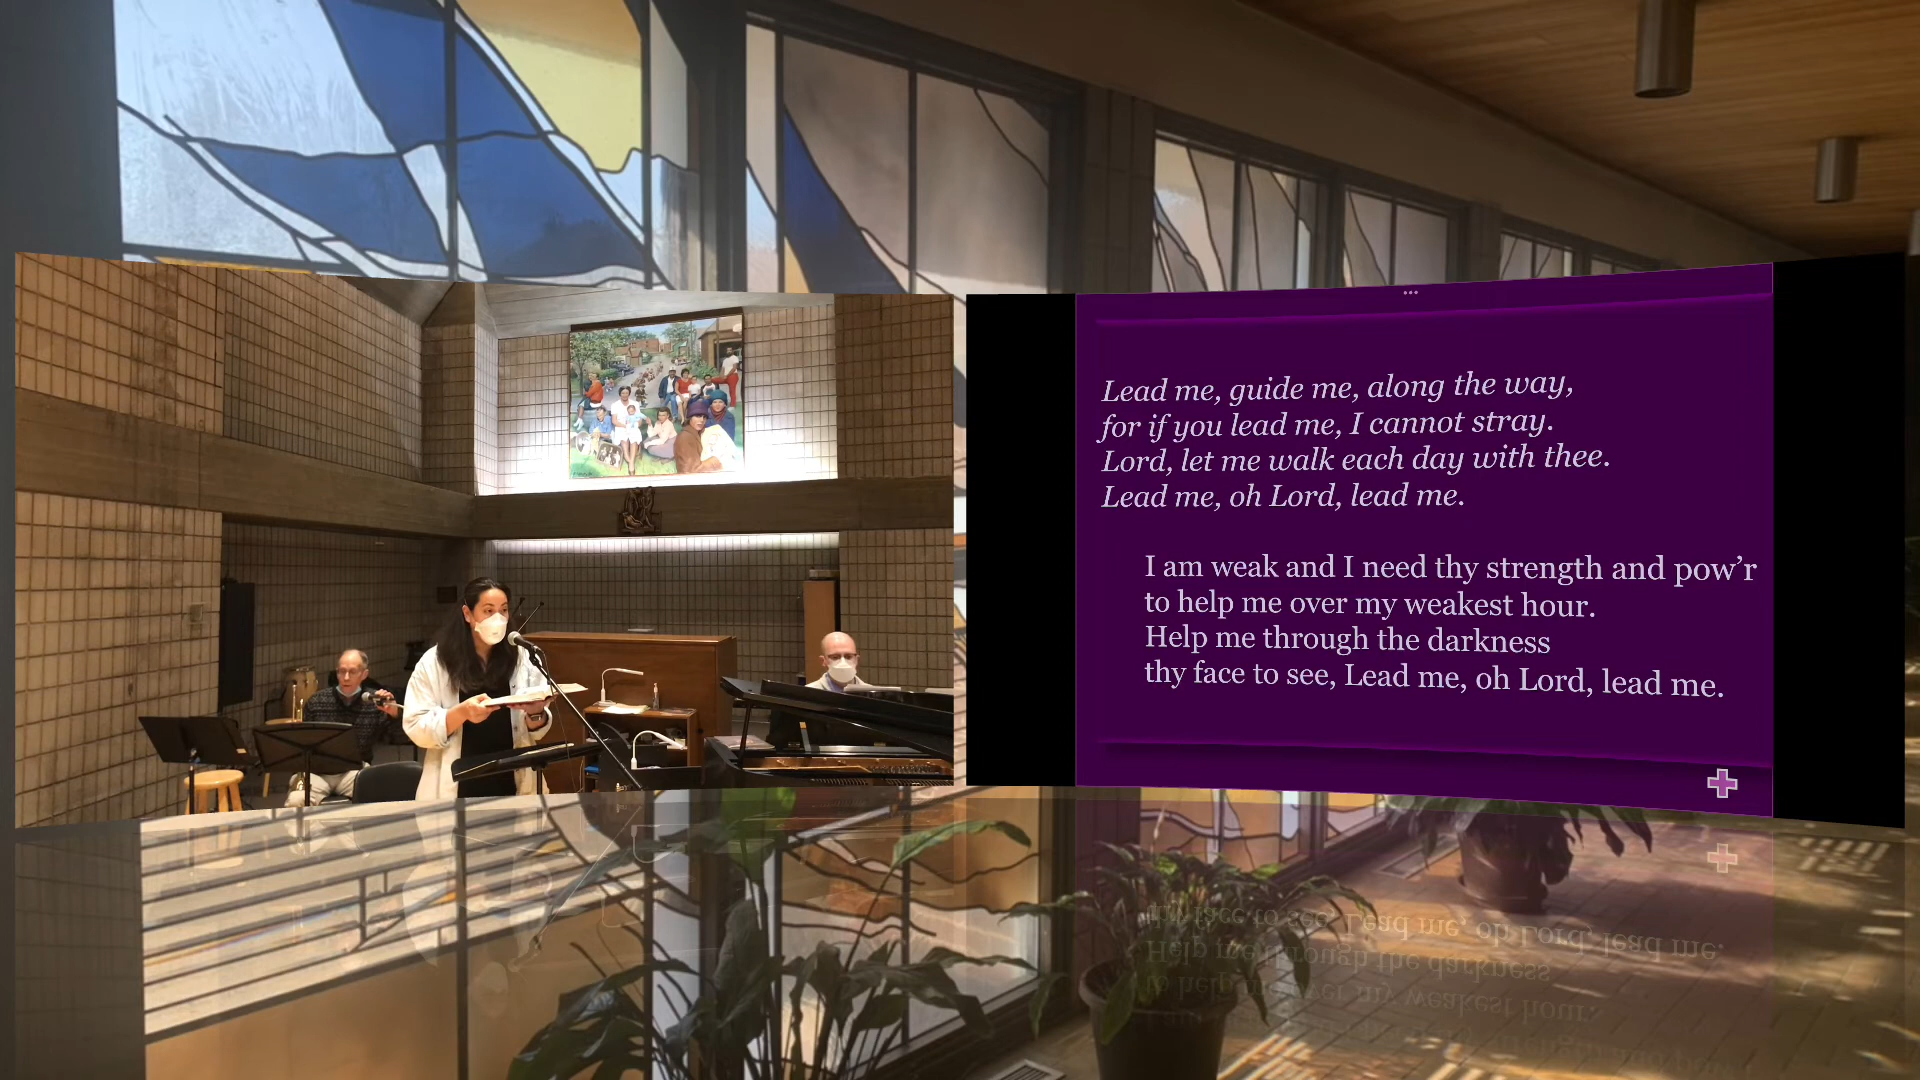 Lead me, guide me, along the way,
for if you lead me, I cannot stray.
Lord, let me walk each day with thee.
Lead me, oh Lord, lead me.
I am weak and I need thy strength and pow’r
to help me over my weakest hour.
Help me through the darkness
thy face to see, Lead me, oh Lord, lead me.